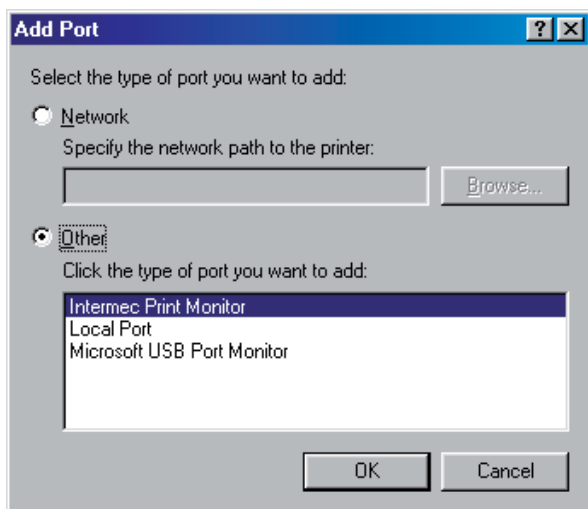 Add Port
Select the type of port you want to add:
Network
Specify the network path to the printer:
Browse...
Other
Click the type of port you want to add:
Intermec Print Monitor
Local Port
Microsoft USB Port Monitor
OK Cancel